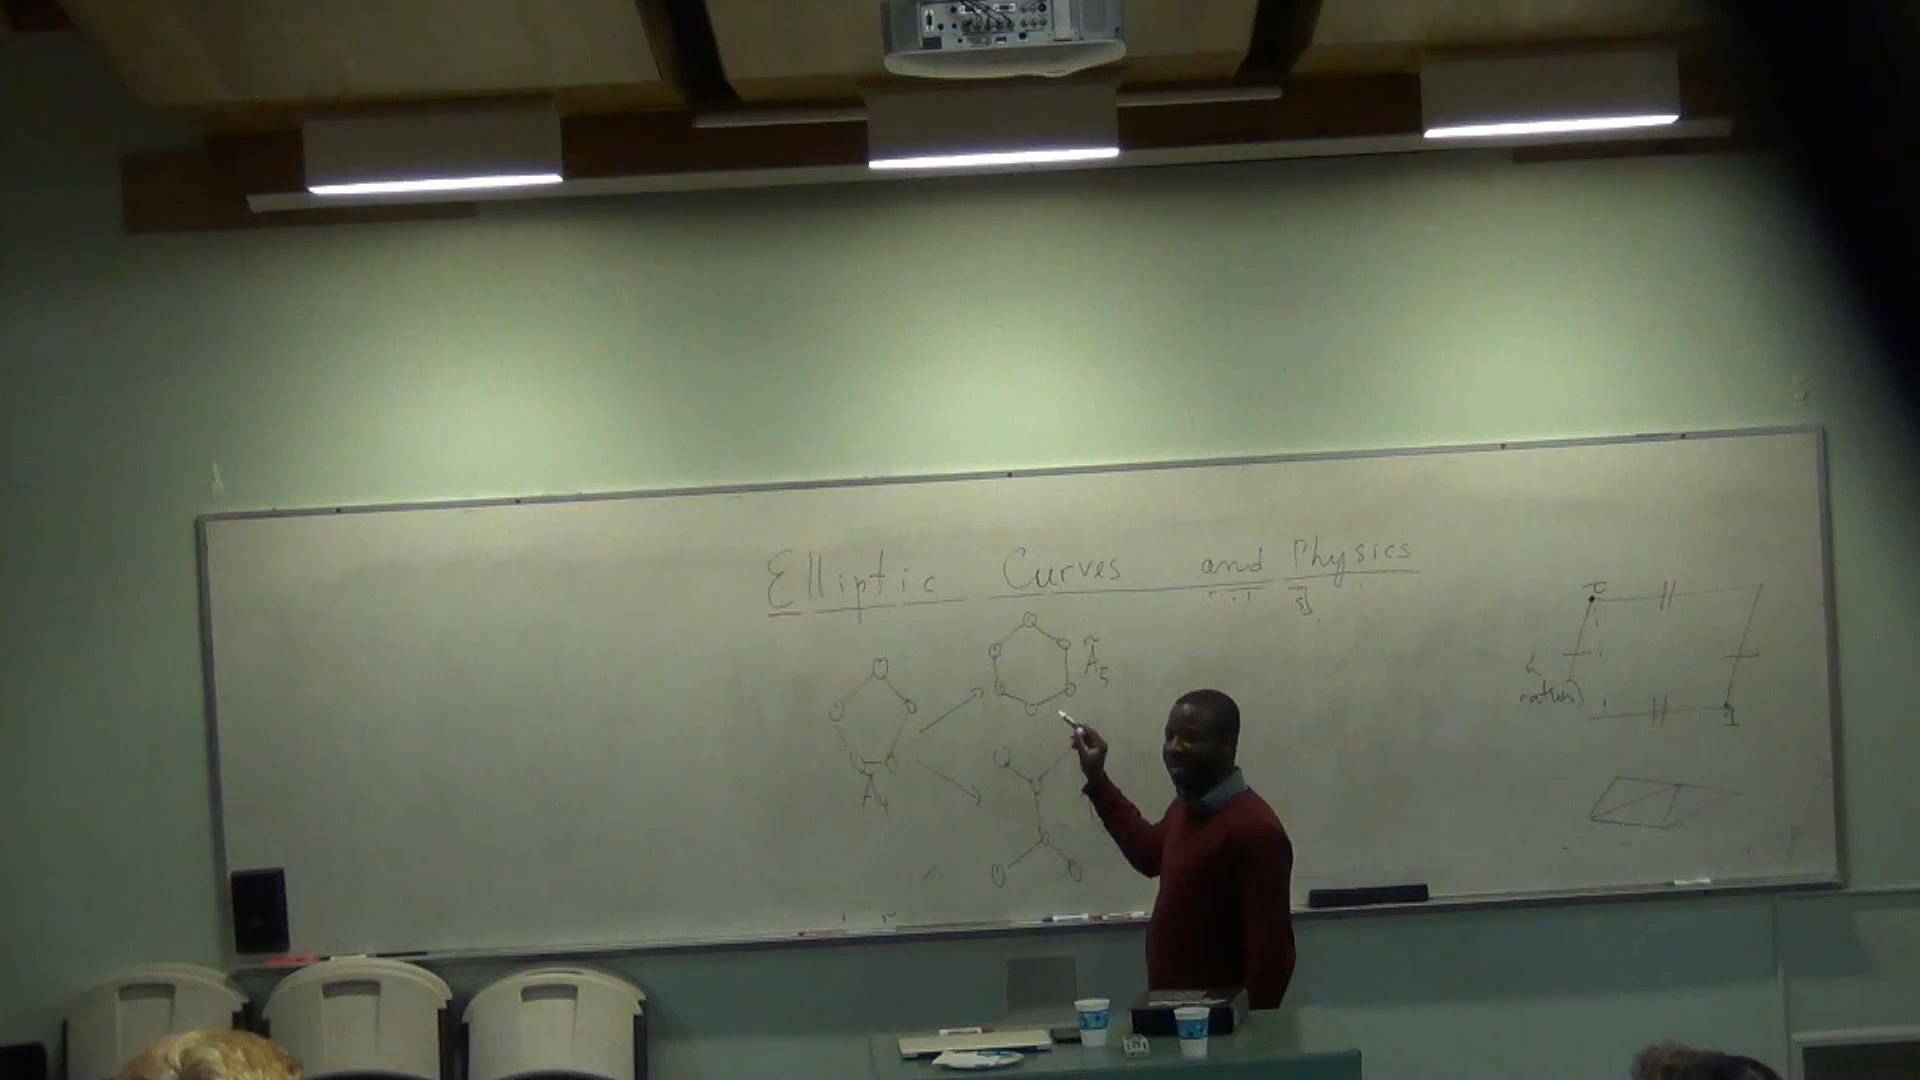 Elliptic Curves and Physics
Ã₅
Ã₄
τ
1